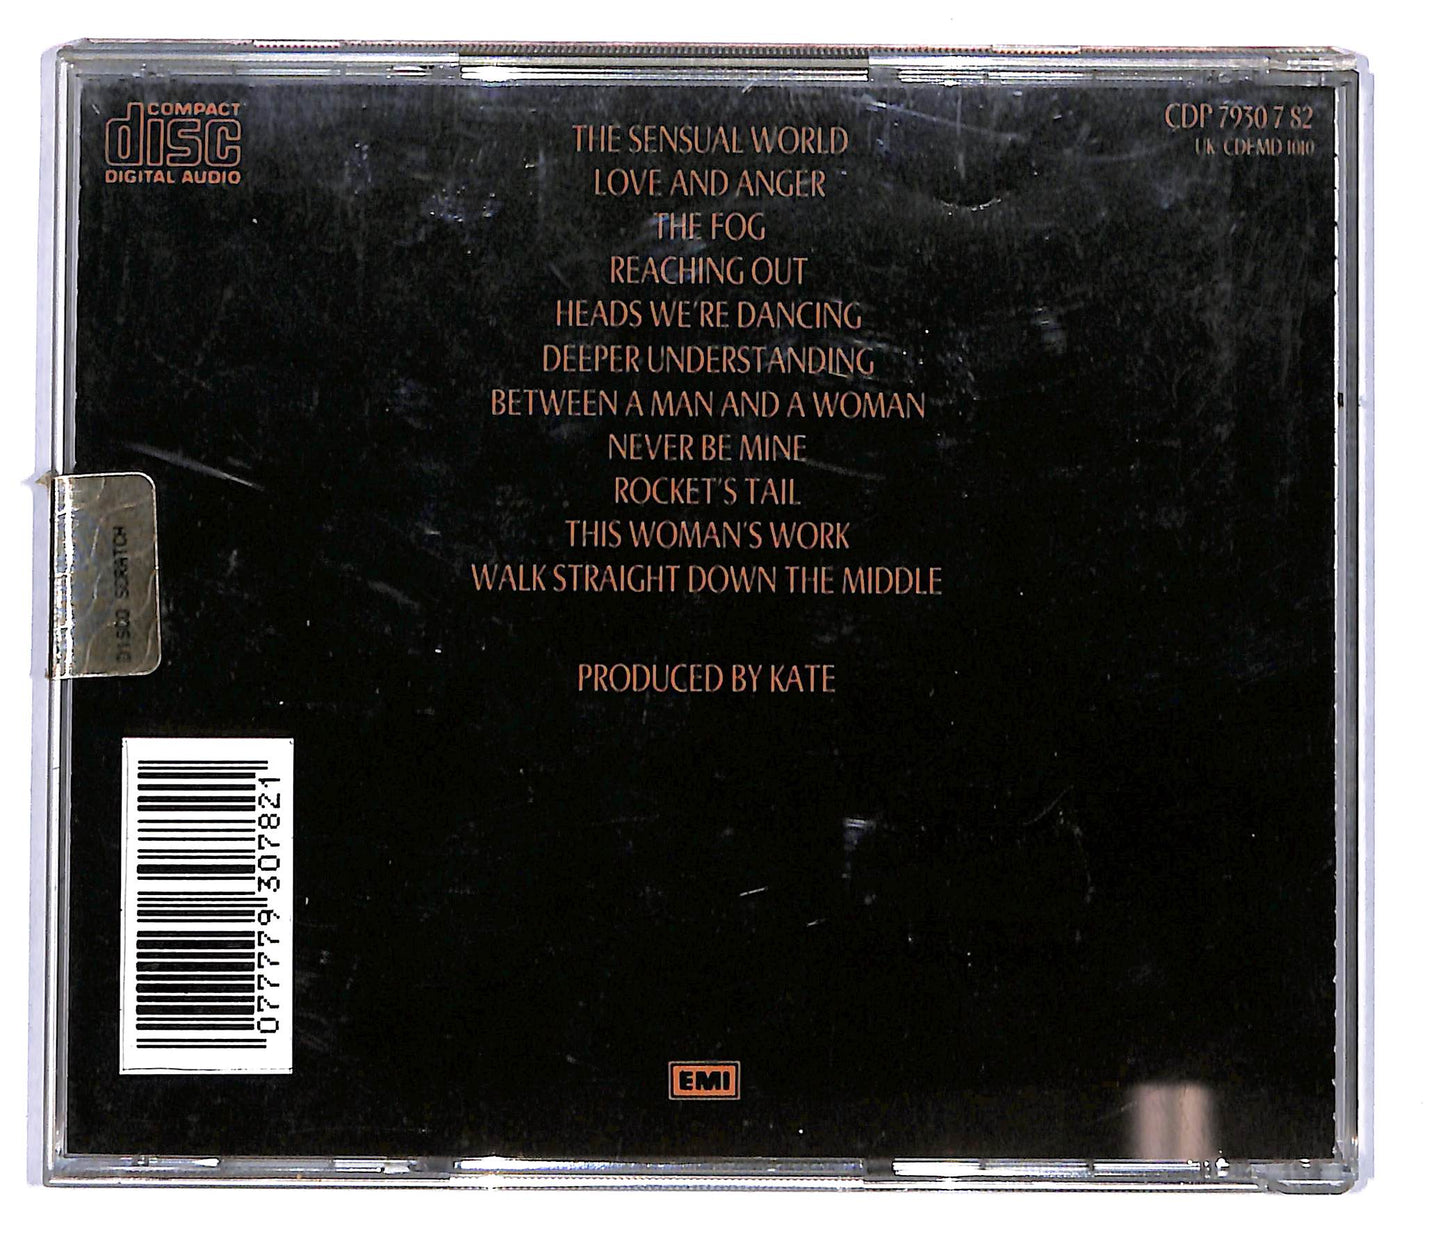 COMPACT
disc
DIGITAL AUDIO
CDP 7930 7 82
UK CDEMD 1010
THE SENSUAL WORLD
LOVE AND ANGER
THE FOG
REACHING OUT
HEADS WE'RE DANCING
DEEPER UNDERSTANDING
BETWEEN A MAN AND A WOMAN
NEVER BE MINE
ROCKET'S TAIL
THIS WOMAN'S WORK
WALK STRAIGHT DOWN THE MIDDLE
PRODUCED BY KATE
DISCO SCRATCH
077779307821
EMI